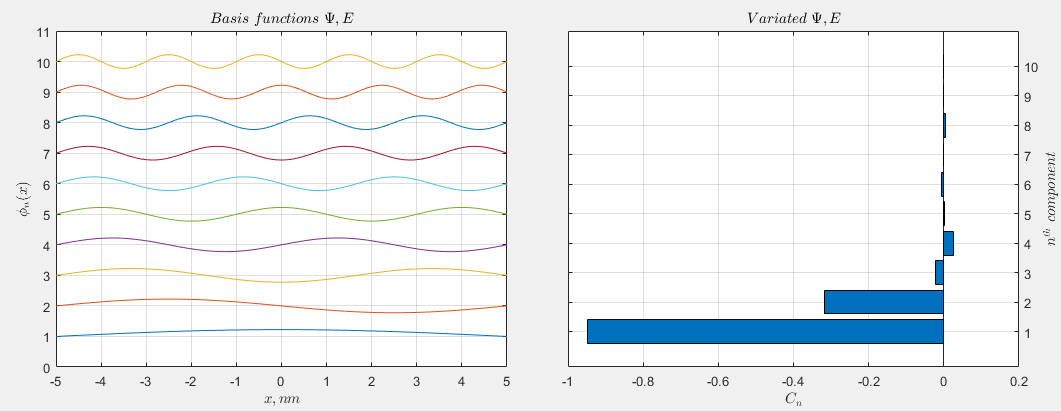 Basis functions Ψ, E
11
10
9
8
7
6
5
4
3
2
1
0
ϕn(x)
-5 -4 -3 -2 -1 0 1 2 3 4 5
x, nm
Variated Ψ, E
10
9
8
7
6
5
4
3
2
1
nth component
-1 -0.8 -0.6 -0.4 -0.2 0 0.2
Cn